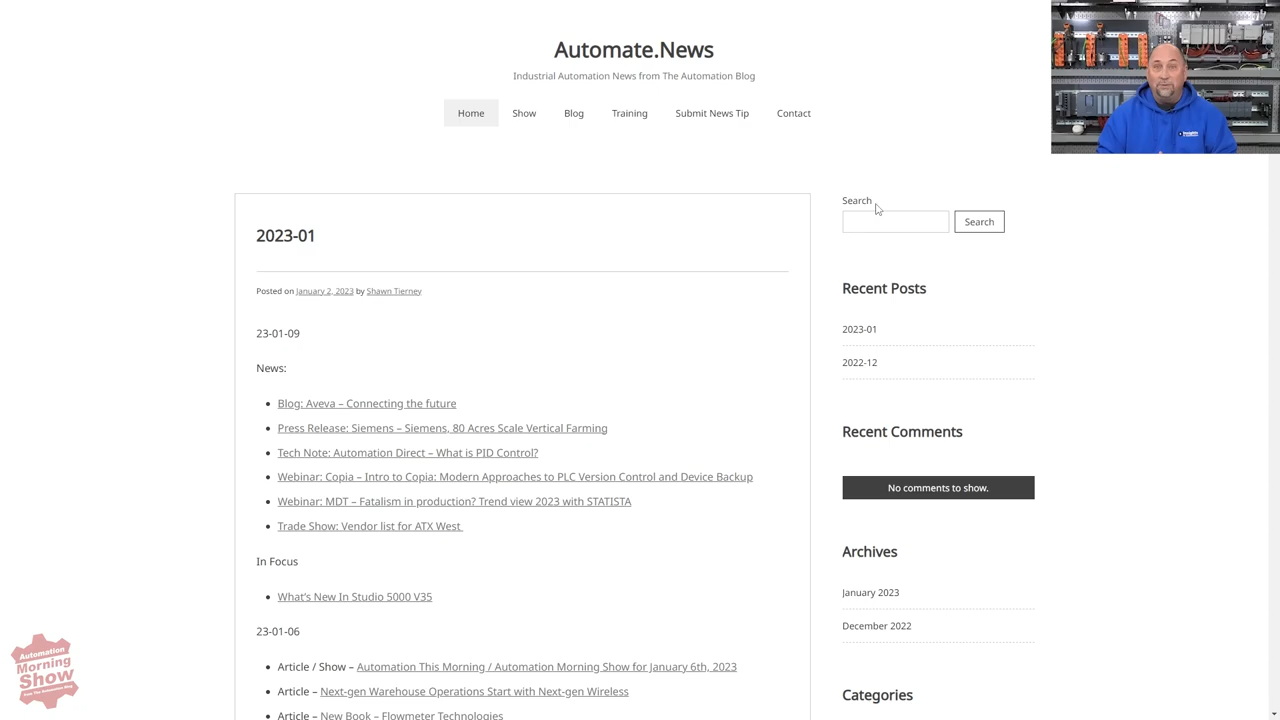 Automate.News
Industrial Automation News from The Automation Blog
Home Show Blog Training Submit News Tip Contact
2023-01
Posted on January 2, 2023 by Shawn Tierney
23-01-09
News:
Blog: Aveva – Connecting the future
Press Release: Siemens – Siemens, 80 Acres Scale Vertical Farming
Tech Note: Automation Direct – What is PID Control?
Webinar: Copia – Intro to Copia: Modern Approaches to PLC Version Control and Device Backup
Webinar: MDT – Fatalism in production? Trend view 2023 with STATISTA
Trade Show: Vendor list for ATX West
In Focus
What's New In Studio 5000 V35
23-01-06
Article / Show – Automation This Morning / Automation Morning Show for January 6th, 2023
Article – Next-gen Warehouse Operations Start with Next-gen Wireless
Article – New Book – Flowmeter Technologies
Search
Search
Recent Posts
2023-01
2022-12
Recent Comments
No comments to show.
Archives
January 2023
December 2022
Categories
Automation
Morning
Show